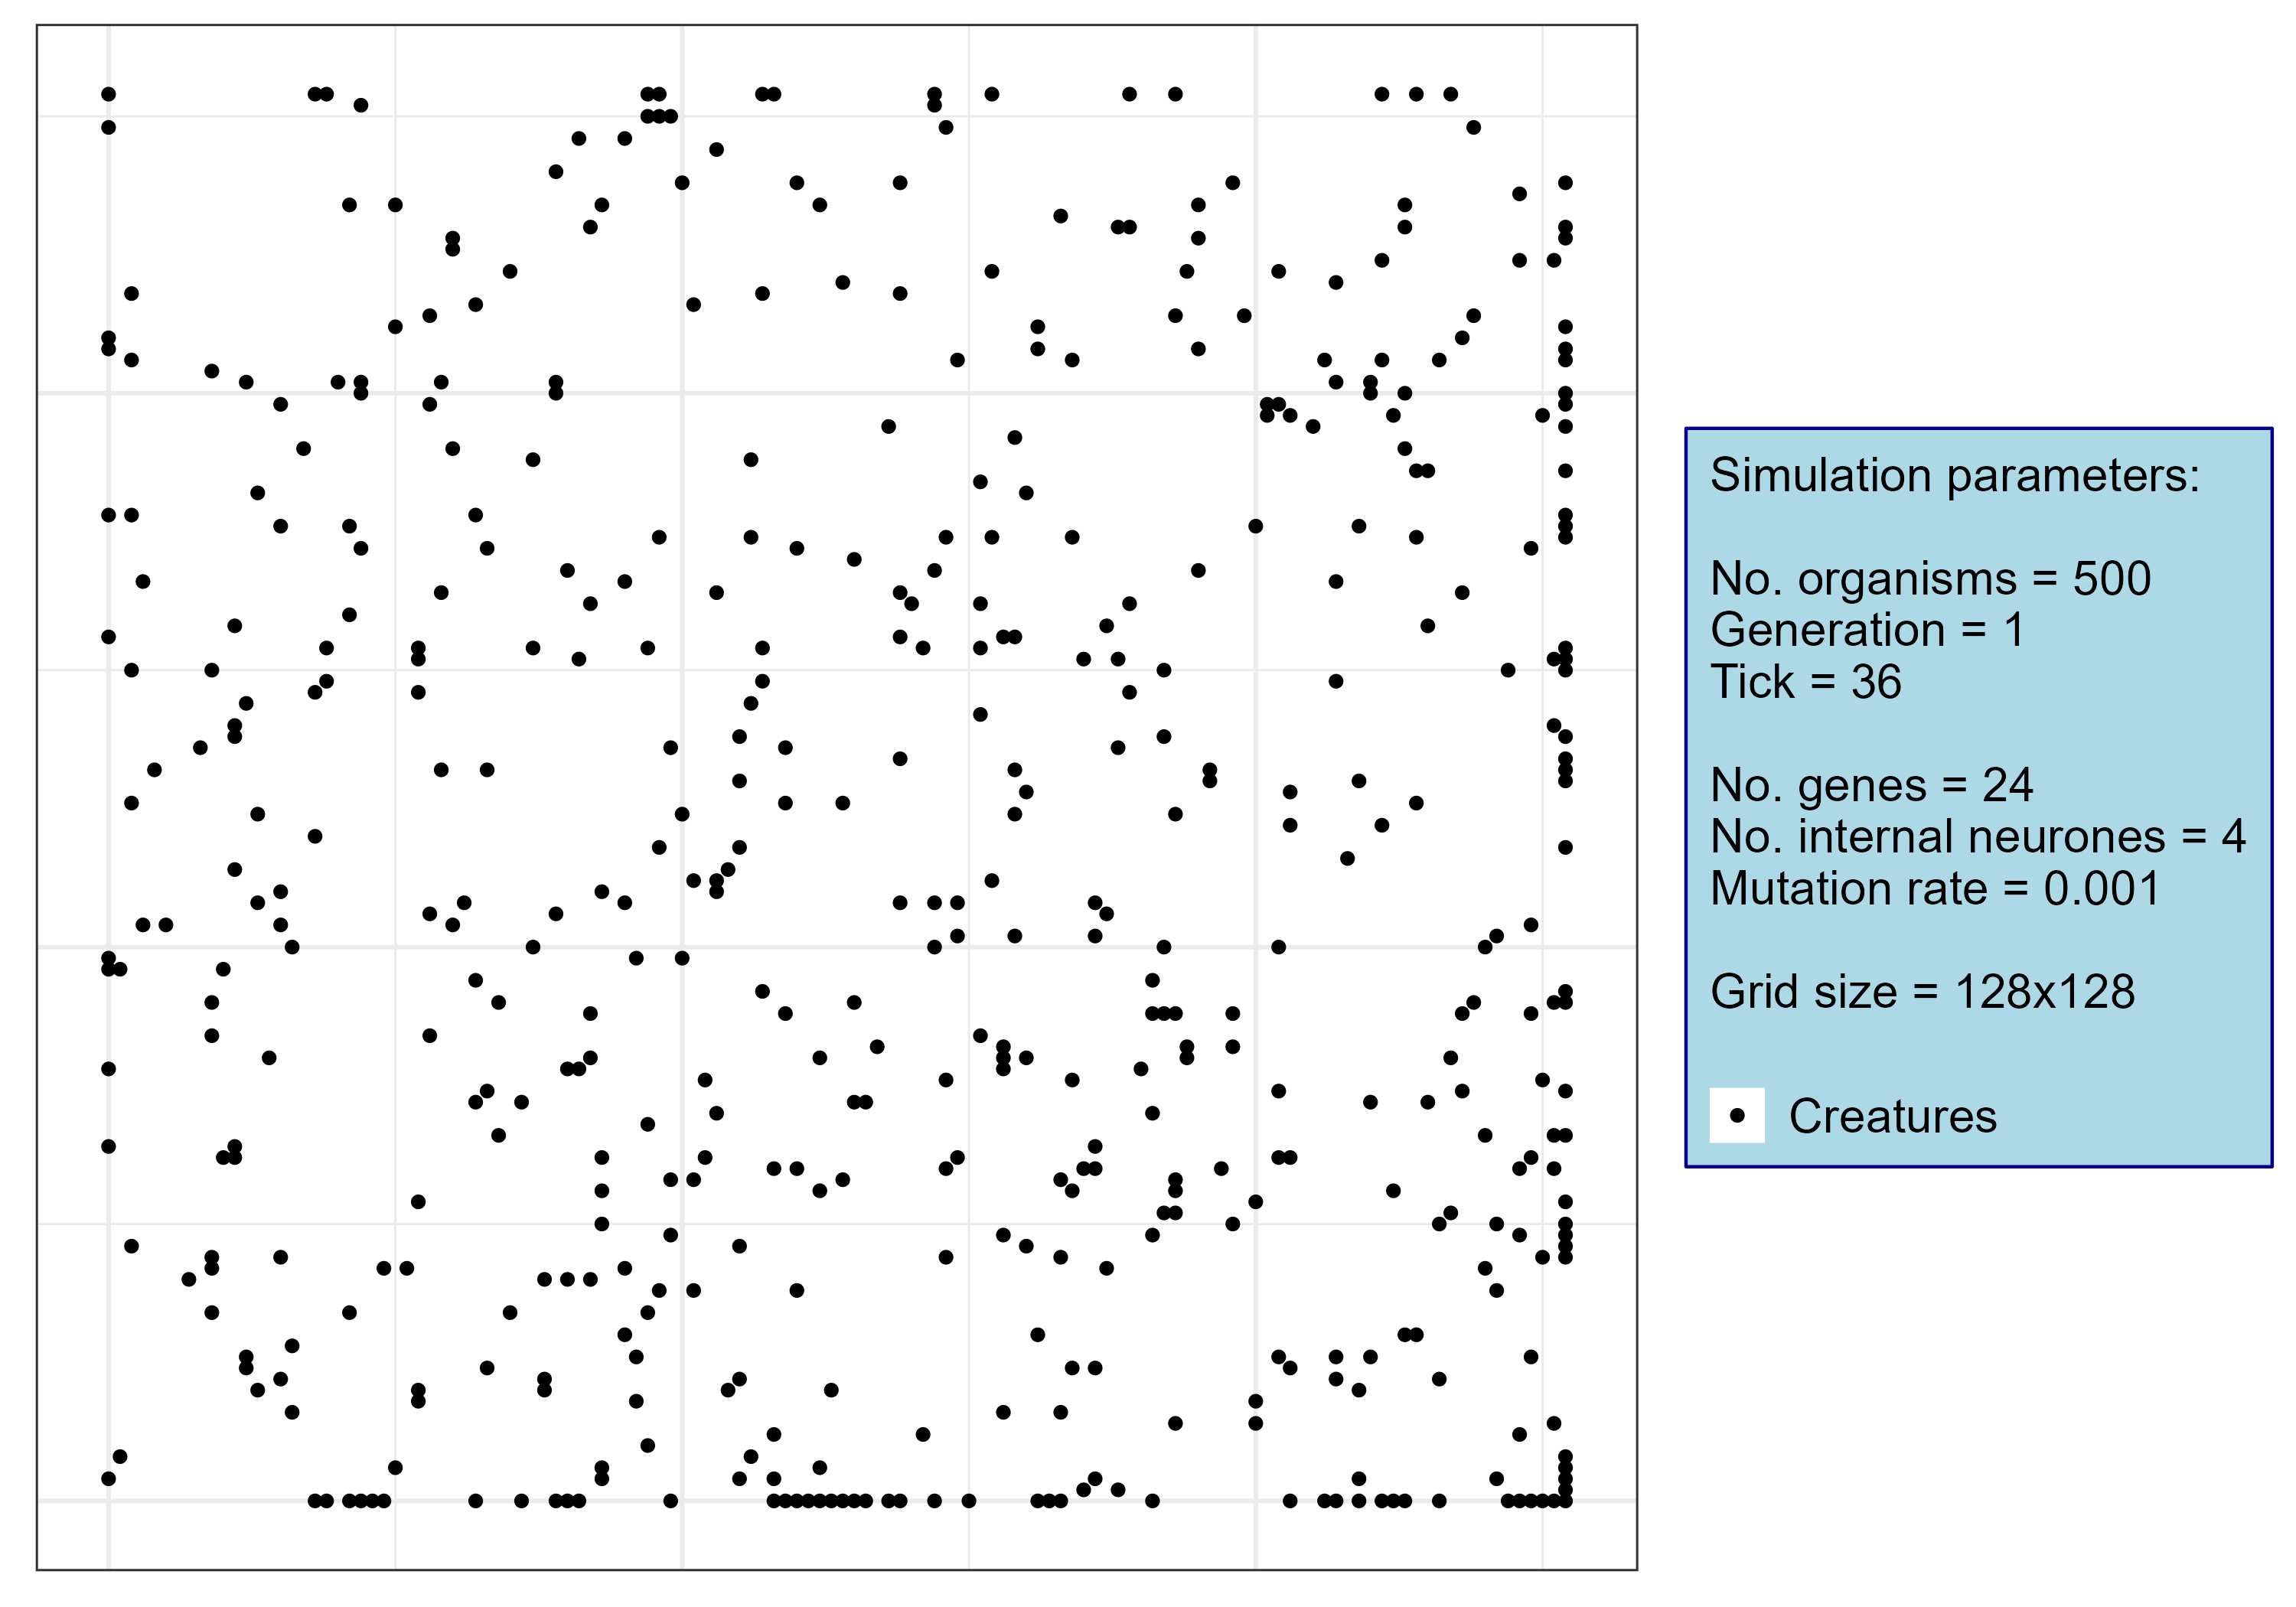 Simulation parameters:
No. organisms = 500
Generation = 1
Tick = 36
No. genes = 24
No. internal neurones = 4
Mutation rate = 0.001
Grid size = 128x128
Creatures